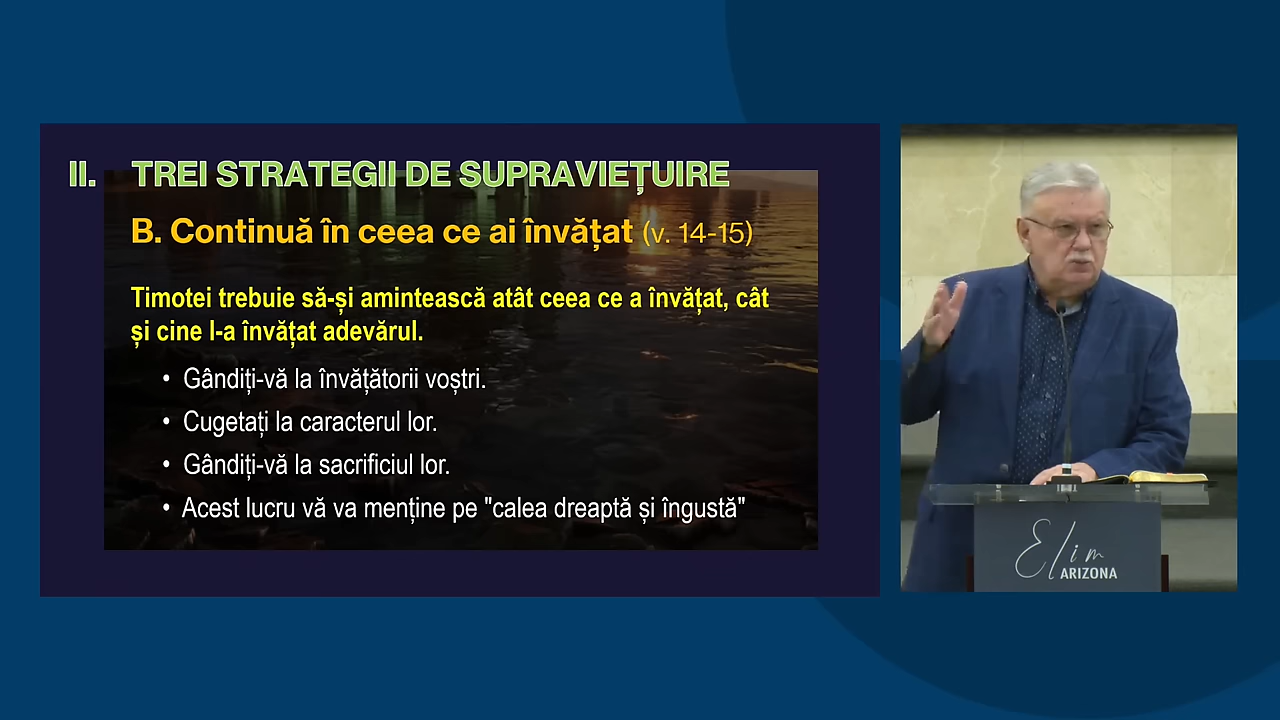 II. TREI STRATEGII DE SUPRAVIEȚUIRE
B. Continuă în ceea ce ai învățat (v. 14-15)
Timotei trebuie să-și amintească atât ceea ce a învățat, cât
și cine l-a învățat adevărul.
• Gândiți-vă la învățătorii voștri.
• Cugetați la caracterul lor.
• Gândiți-vă la sacrificiul lor.
• Acest lucru vă va menține pe "calea dreaptă și îngustă"
Elim
ARIZONA